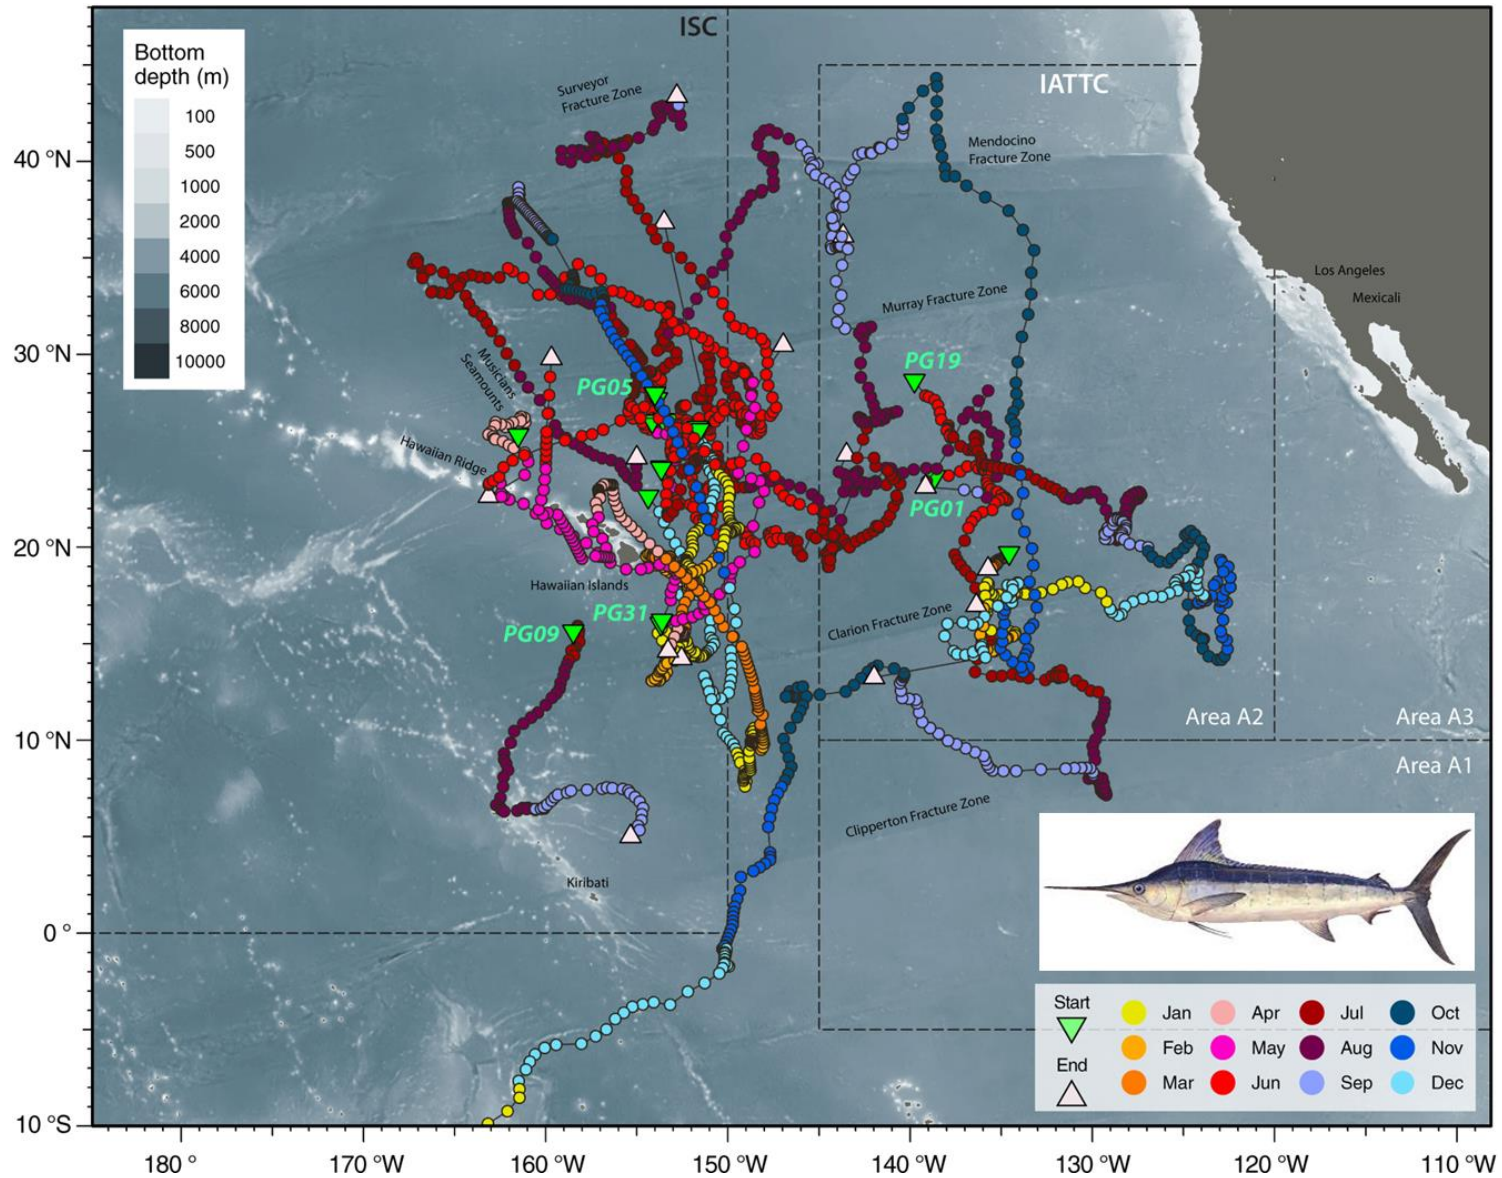 ISC
IATTC
Bottom
depth (m)
100
500
1000
2000
4000
6000
8000
10000
Surveyor
Fracture Zone
Mendocino
Fracture Zone
Los Angeles
Mexicali
Murray Fracture Zone
Musicians
Seamounts
PG05
PG19
Hawaiian Ridge
PG01
Hawaiian Islands
PG31
PG09
Clarion Fracture Zone
Area A2
Area A3
Area A1
Clipperton Fracture Zone
Kiribati
40 °N
30 °N
20 °N
10 °N
0 °
10 °S
180 °
170 °W
160 °W
150 °W
140 °W
130 °W
120 °W
110 °W
Start
End
Jan
Feb
Mar
Apr
May
Jun
Jul
Aug
Sep
Oct
Nov
Dec